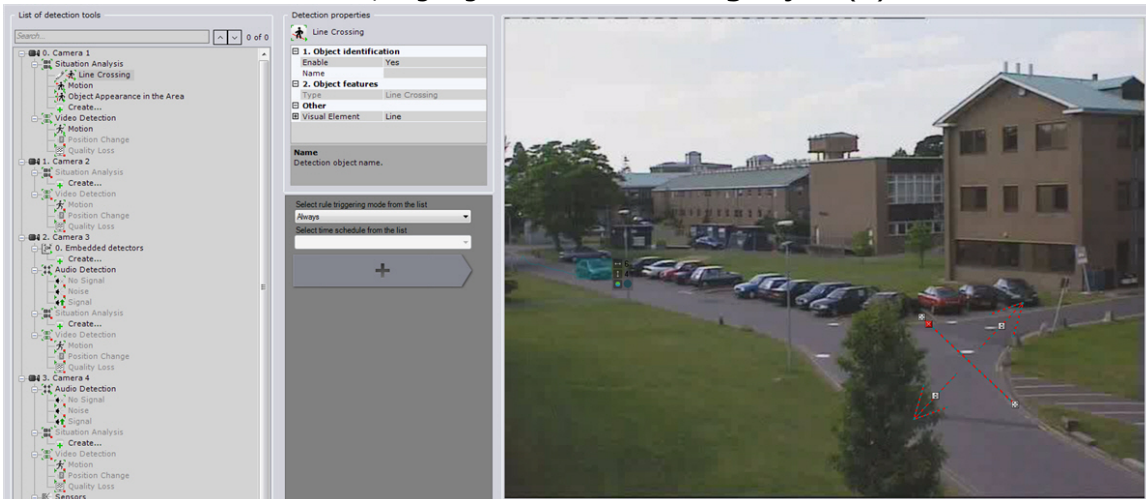 List of detection tools
Search...
0 of 0
0. Camera 1
Situation Analysis
Line Crossing
Motion
Object Appearance in the Area
Create...
Video Detection
Motion
Position Change
Quality Loss
1. Camera 2
Situation Analysis
Create...
Video Detection
Motion
Position Change
Quality Loss
2. Camera 3
0. Embedded detectors
Create...
Audio Detection
No Signal
Noise
Signal
Situation Analysis
Create...
Video Detection
Motion
Position Change
Quality Loss
3. Camera 4
Audio Detection
No Signal
Noise
Signal
Situation Analysis
Create...
Video Detection
Motion
Position Change
Quality Loss
Sensors
Detection properties
Line Crossing
1. Object identification
Enable Yes
Name
2. Object features
Type Line Crossing
Other
Visual Element Line
Name
Detection object name.
Select rule triggering mode from the list
Always
Select time schedule from the list